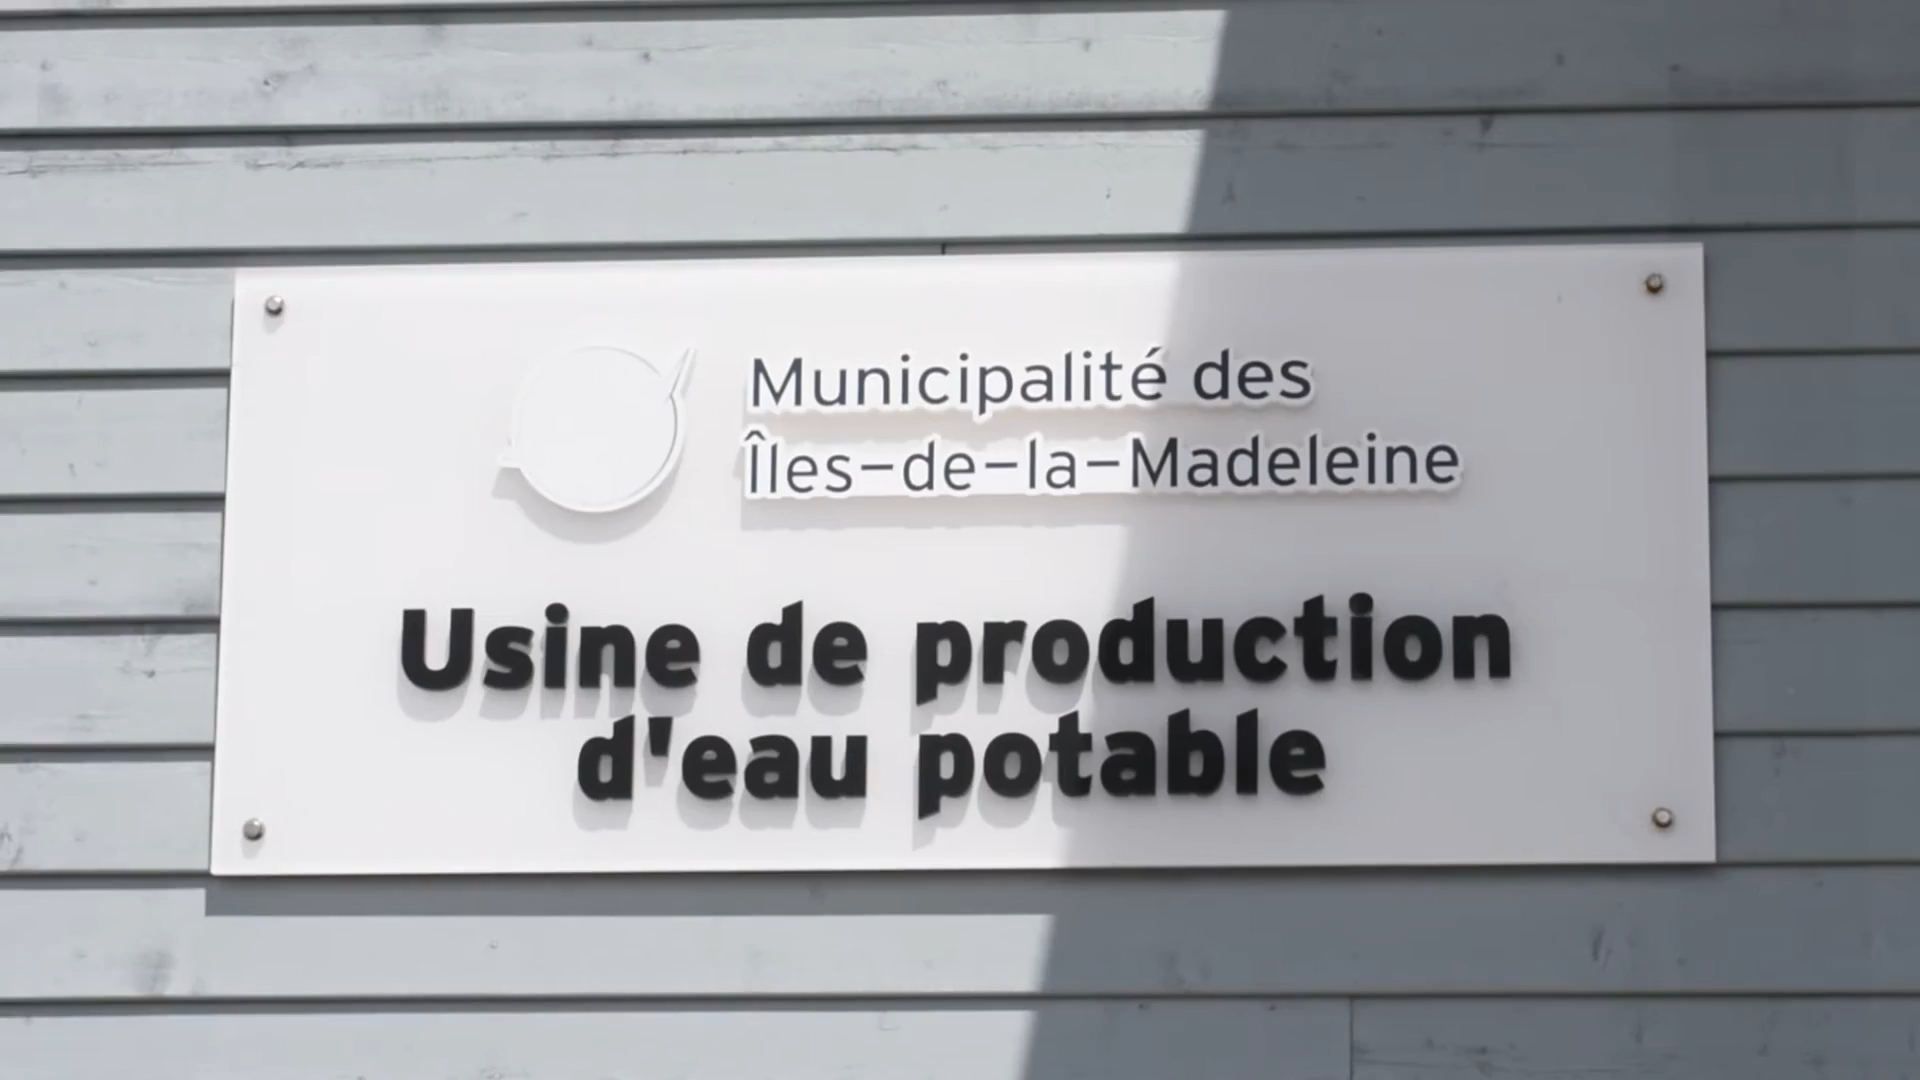 Municipalité des
Îles-de-la-Madeleine
Usine de production
d'eau potable